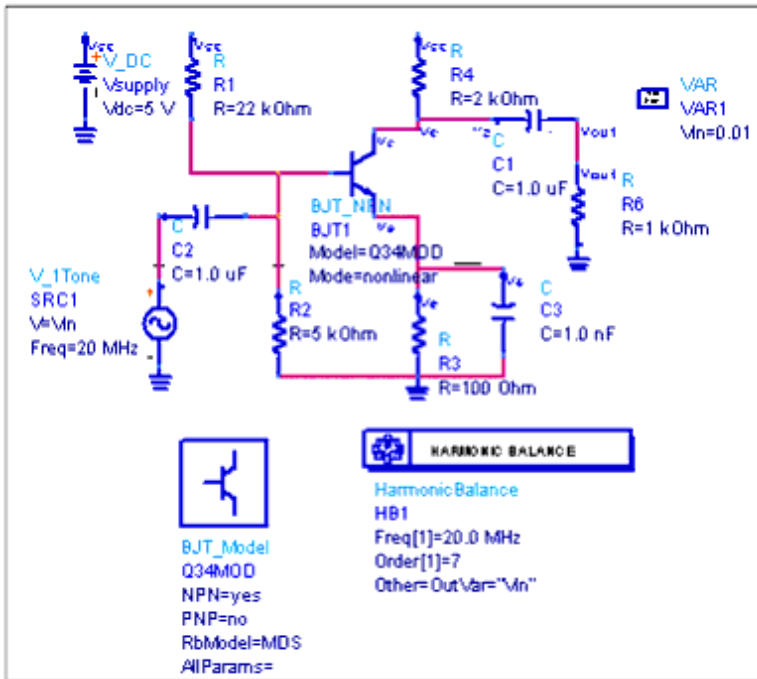 Vcc
V_DC
Vsupply
Vdc=5 V
Vcc
R
R1
R=22 kOhm
Vcc
R
R4
R=2 kOhm
VAR
VAR1
Vin=0.01
Vc
Vc
C
C1
C=1.0 uF
Vout
Vout
R
R6
R=1 kOhm
BJT_NPN
BJT1
Model=Q34MOD
Mode=nonlinear
Ve
C
C2
C=1.0 uF
V_1Tone
SRC1
V=Vin
Freq=20 MHz
R
R2
R=5 kOhm
Ve
R
R3
R=100 Ohm
Ve
C
C3
C=1.0 nF
HARMONIC BALANCE
HarmonicBalance
HB1
Freq[1]=20.0 MHz
Order[1]=7
Other=OutVar="Vin"
BJT_Model
Q34MOD
NPN=yes
PNP=no
RbModel=MDS
AllParams=